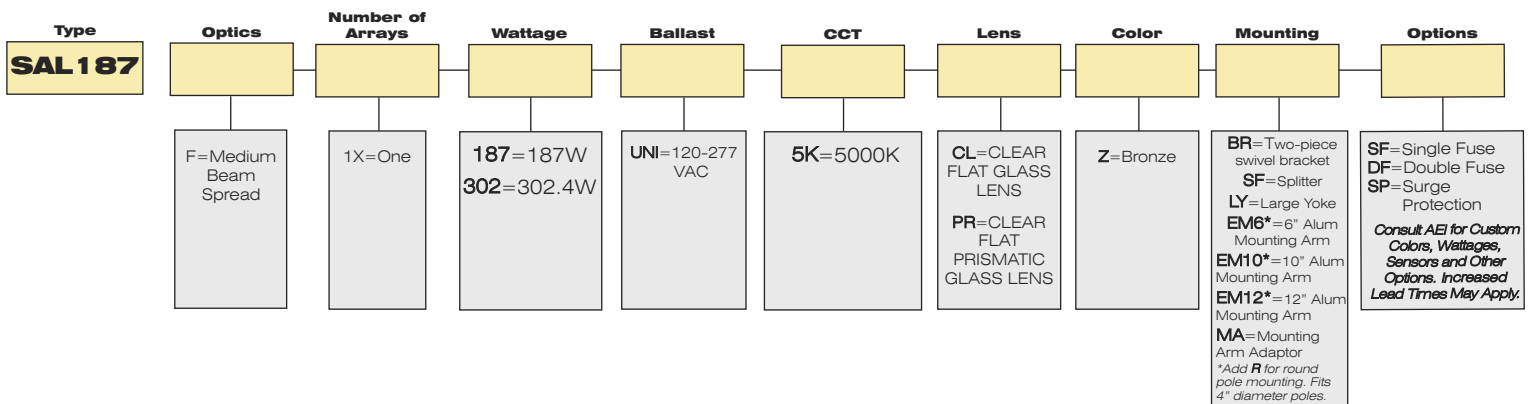 Type
SAL187
Optics
F=Medium
Beam
Spread
Number of
Arrays
1X=One
Wattage
187=187W
302=302.4W
Ballast
UNI=120-277
VAC
CCT
5K=5000K
Lens
CL=CLEAR
FLAT GLASS
LENS
PR=CLEAR
FLAT
PRISMATIC
GLASS LENS
Color
Z=Bronze
Mounting
BR=Two-piece
swivel bracket
SF=Splitter
LY=Large Yoke
EM6*=6" Alum
Mounting Arm
EM10*=10" Alum
Mounting Arm
EM12*=12" Alum
Mounting Arm
MA=Mounting
Arm Adaptor
*Add R for round
pole mounting. Fits
4" diameter poles.
Options
SF=Single Fuse
DF=Double Fuse
SP=Surge
Protection
Consult AEI for Custom
Colors, Wattages,
Sensors and Other
Options. Increased
Lead Times May Apply.